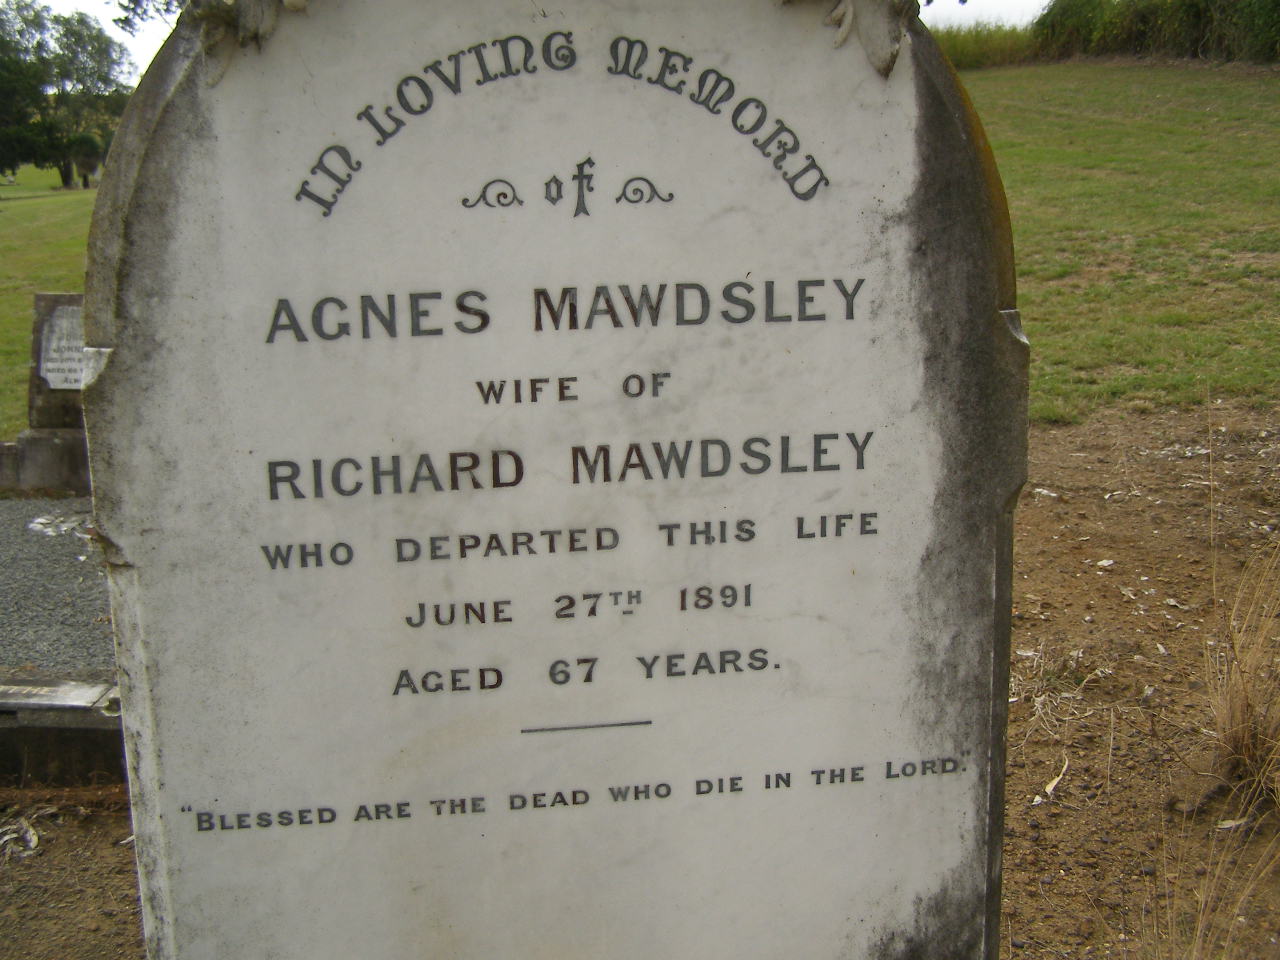 IN LOVING MEMORD
of
AGNES MAWDSLEY
WIFE OF
RICHARD MAWDSLEY
WHO DEPARTED THIS LIFE
JUNE 27TH 1891
AGED 67 YEARS.
"BLESSED ARE THE DEAD WHO DIE IN THE LORD."